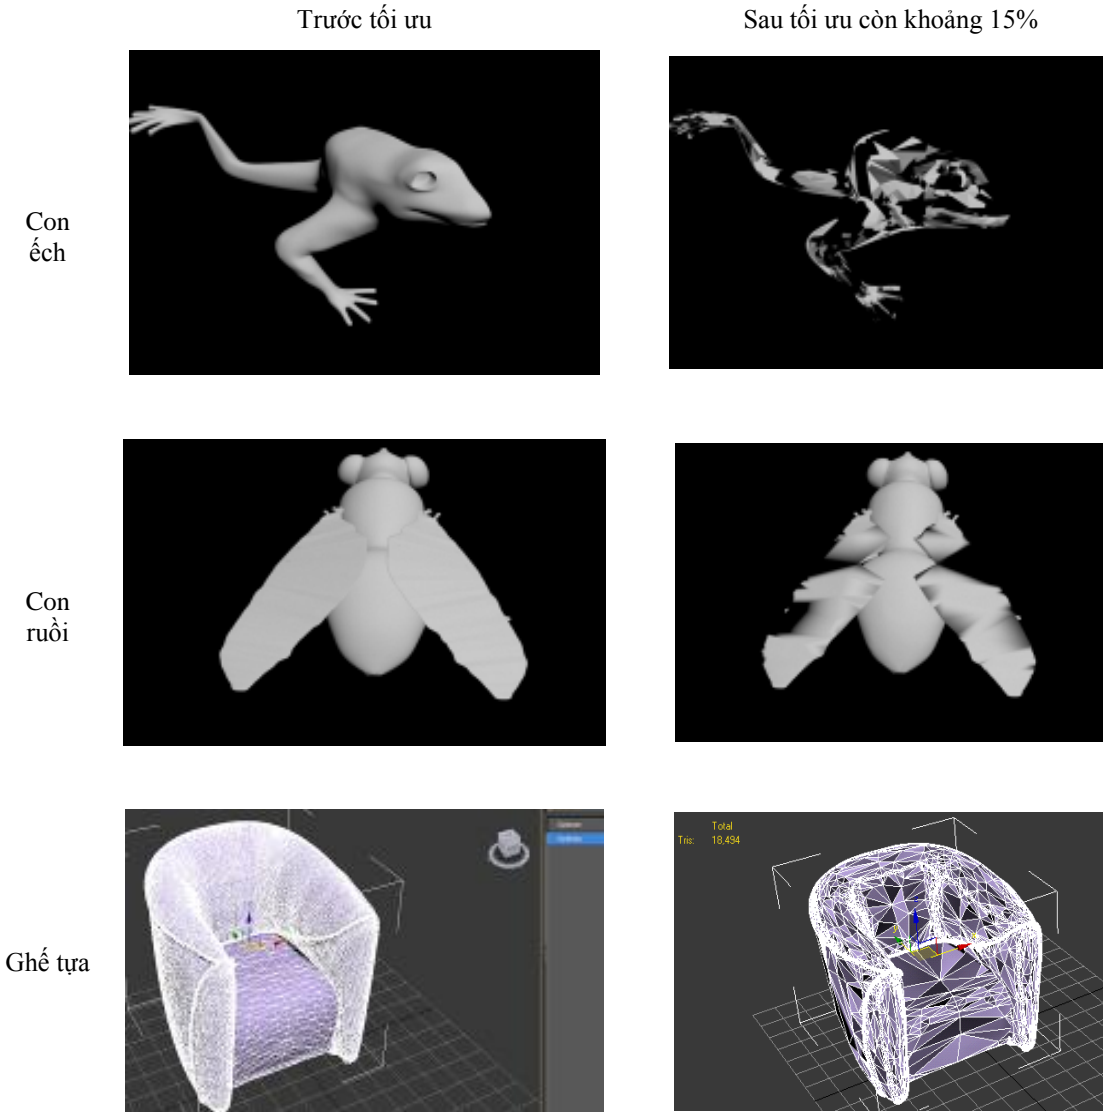 Trước tối ưu
Sau tối ưu còn khoảng 15%
Con
ếch
Con
ruồi
Total
Tris: 18,494
Ghế tựa